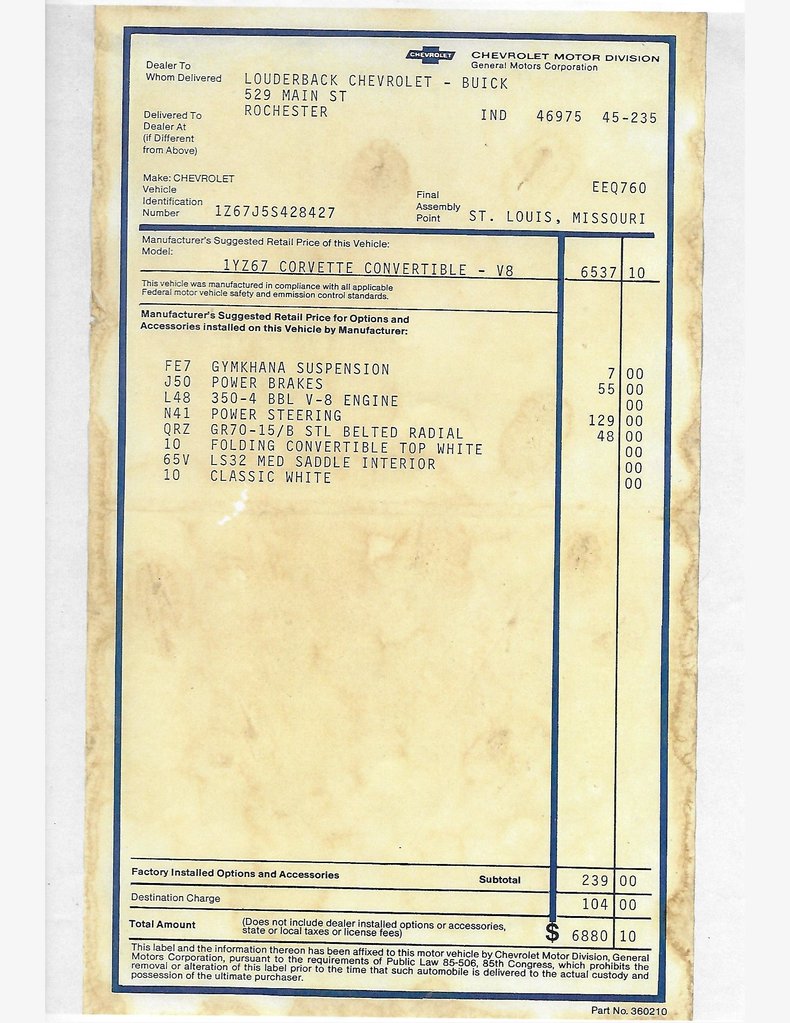 CHEVROLET CHEVROLET MOTOR DIVISION
General Motors Corporation
Dealer To
Whom Delivered LOUDERBACK CHEVROLET - BUICK
529 MAIN ST
Delivered To ROCHESTER IND 46975 45-235
Dealer At
(if Different
from Above)
Make: CHEVROLET
Vehicle EEQ760
Identification Final
Number 1Z67J5S428427 Assembly
Point ST. LOUIS, MISSOURI
Manufacturer's Suggested Retail Price of this Vehicle:
Model:
1YZ67 CORVETTE CONVERTIBLE - V8 6537 10
This vehicle was manufactured in compliance with all applicable
Federal motor vehicle safety and emmission control standards.
Manufacturer's Suggested Retail Price for Options and
Accessories installed on this Vehicle by Manufacturer:
FE7 GYMKHANA SUSPENSION 7 00
J50 POWER BRAKES 55 00
L48 350-4 BBL V-8 ENGINE 00
N41 POWER STEERING 129 00
QRZ GR70-15/B STL BELTED RADIAL 48 00
10 FOLDING CONVERTIBLE TOP WHITE 00
65V LS32 MED SADDLE INTERIOR 00
10 CLASSIC WHITE 00
Factory Installed Options and Accessories Subtotal 239 00
Destination Charge 104 00
Total Amount (Does not include dealer installed options or accessories,
state or local taxes or license fees) $ 6880 10
This label and the information thereon has been affixed to this motor vehicle by Chevrolet Motor Division, General
Motors Corporation, pursuant to the requirements of Public Law 85-506, 85th Congress, which prohibits the
removal or alteration of this label prior to the time that such automobile is delivered to the actual custody and
possession of the ultimate purchaser.
Part No. 360210